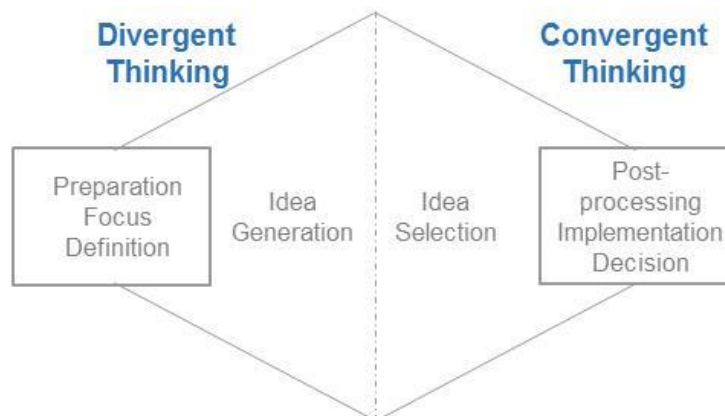 Divergent
Thinking
Convergent
Thinking
Preparation
Focus
Definition
Idea
Generation
Idea
Selection
Post-
processing
Implementation
Decision